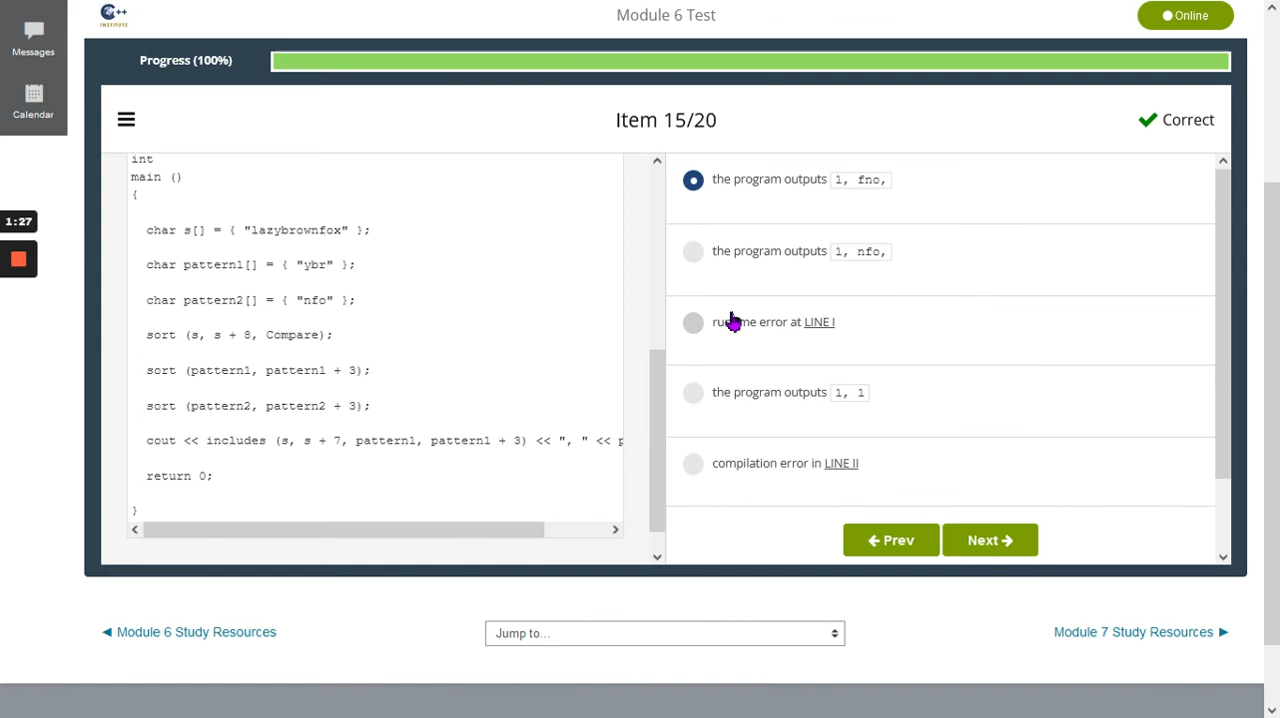 C++
INSTITUTE
Module 6 Test
Online
Messages
Calendar
Progress (100%)
Item 15/20
Correct
int
main ()
{
char s[] = { "lazybrownfox" };
char pattern1[] = { "ybr" };
char pattern2[] = { "nfo" };
sort (s, s + 8, Compare);
sort (pattern1, pattern1 + 3);
sort (pattern2, pattern2 + 3);
cout << includes (s, s + 7, pattern1, pattern1 + 3) << ", " << p
return 0;
}
the program outputs 1, fno,
the program outputs 1, nfo,
error at LINE I
the program outputs 1, 1
compilation error in LINE II
Prev
Next
1:27
Module 6 Study Resources
Jump to...
Module 7 Study Resources